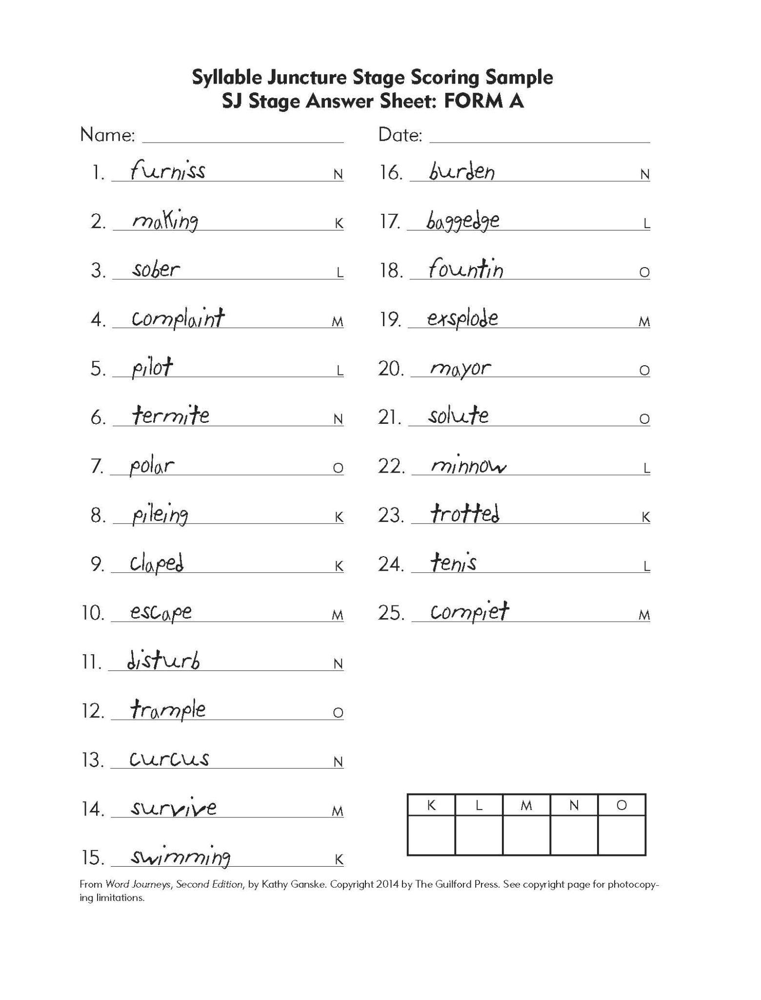 Syllable Juncture Stage Scoring Sample
SJ Stage Answer Sheet: FORM A
Name:
Date:
1. furniss N
2. making K
3. sober L
4. complaint M
5. pilot L
6. termite N
7. polar O
8. pileing K
9. claped K
10. escape M
11. disturb N
12. trample O
13. curcus N
14. survive M
15. swimming K
16. burden N
17. baggedge L
18. fountin O
19. exsplode M
20. mayor O
21. solute O
22. minnow L
23. trotted K
24. tenis L
25. compiet M
K L M N O
From Word Journeys, Second Edition, by Kathy Ganske. Copyright 2014 by The Guilford Press. See copyright page for photocopy-
ing limitations.